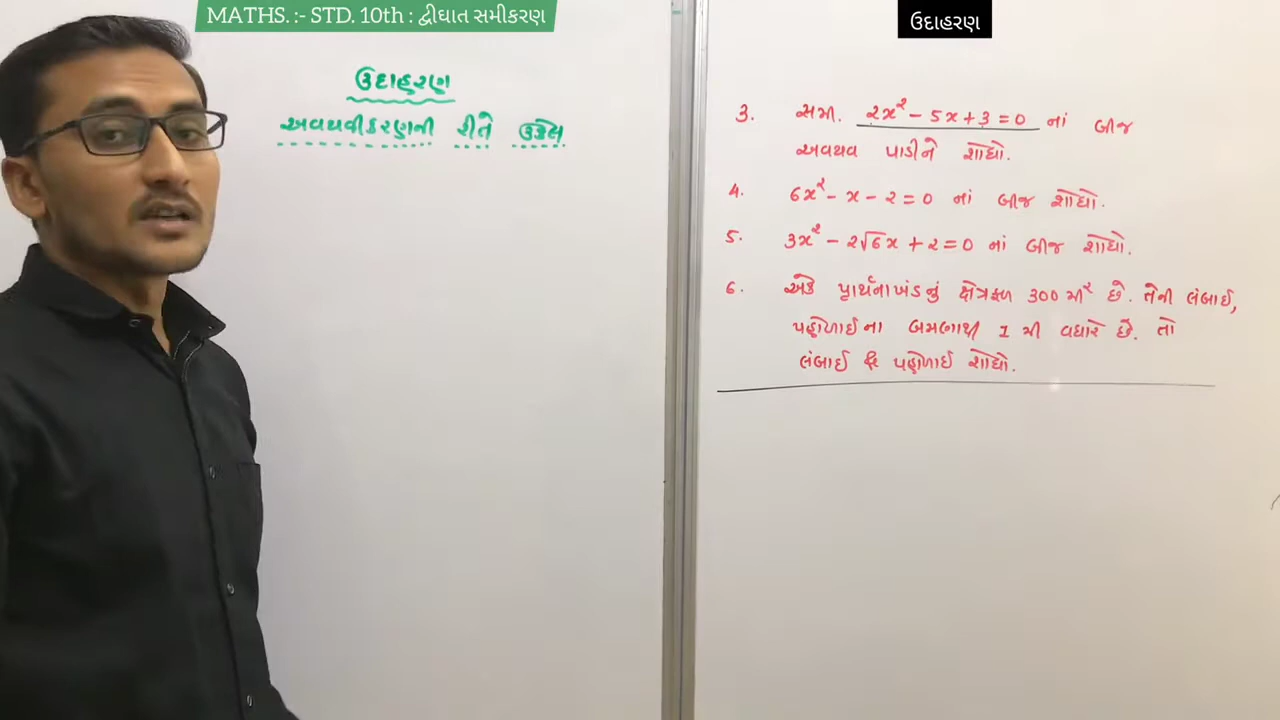 MATHS. :- STD. 10th : દ્વીઘાત સમીકરણ
ઉદાહરણ
ઉદાહરણ
અવયવીકરણની રીતે ઉકેલ
3. સમી. 2x² - 5x + 3 = 0 નાં બીજ
અવયવ પાડીને શોધો.
4. 6x² - x - 2 = 0 નાં બીજ શોધો.
5. 3x² - 2√6x + 2 = 0 નાં બીજ શોધો.
6. એક પ્રાર્થનાખંડનું ક્ષેત્રફળ 300 મી² છે. તેની લંબાઈ,
પહોળાઈના બમણાથી 1 મી વધારે છે. તો
લંબાઈ & પહોળાઈ શોધો.